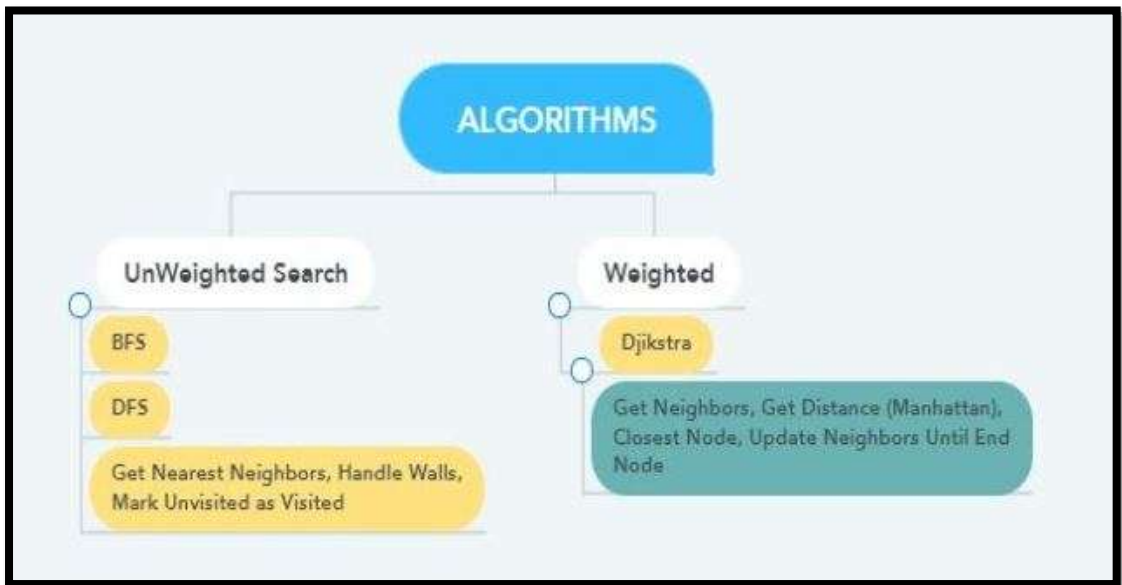 ALGORITHMS
UnWeighted Search
BFS
DFS
Get Nearest Neighbors, Handle Walls,
Mark Unvisited as Visited
Weighted
Djikstra
Get Neighbors, Get Distance (Manhattan),
Closest Node, Update Neighbors Until End
Node